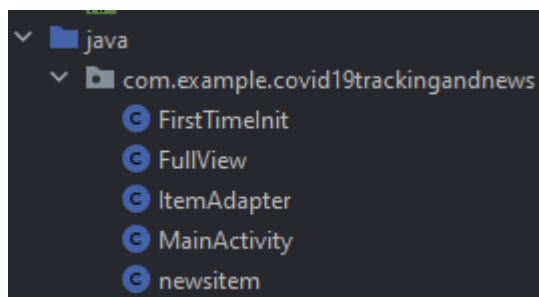 java
com.example.covid19trackingandnews
C FirstTimeInit
C FullView
C ItemAdapter
C MainActivity
C newsitem